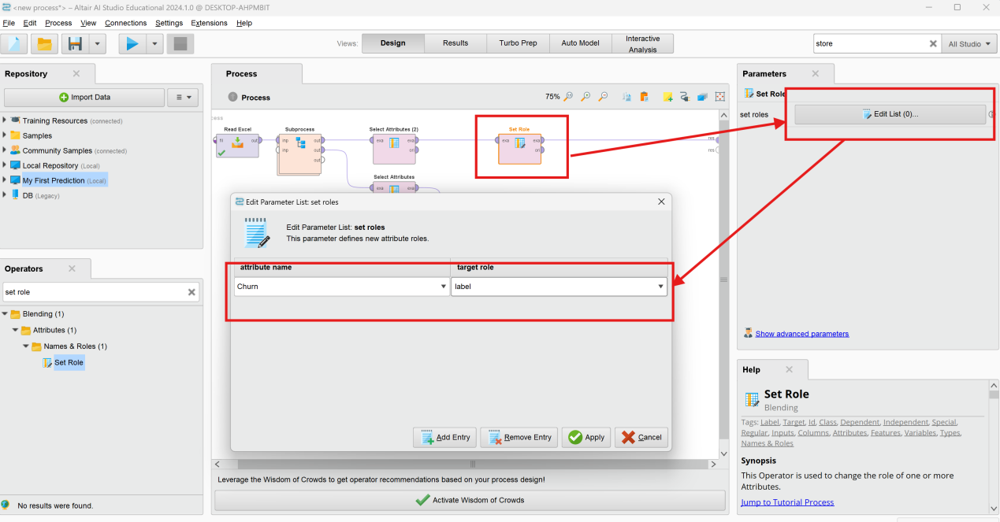 <new process*> – Altair AI Studio Educational 2024.1.0 @ DESKTOP-AHPMBIT
File Edit Process View Connections Settings Extensions Help
Views: Design Results Turbo Prep Auto Model Interactive Analysis
store All Studio
Repository
Import Data
Training Resources (connected)
Samples
Community Samples (connected)
Local Repository (Local)
My First Prediction (Local)
DB (Legacy)
Operators
set role
Blending (1)
Attributes (1)
Names & Roles (1)
Set Role
No results were found.
Process
Process
75%
Read Excel
fil out
Subprocess
inp out
inp out
out
Select Attributes (2)
exa exa
ori
Set Role
exa exa
ori
res
res
Select Attributes
exa exa
Edit Parameter List: set roles
Edit Parameter List: set roles
This parameter defines new attribute roles.
attribute name target role
Churn label
Add Entry Remove Entry Apply Cancel
Leverage the Wisdom of Crowds to get operator recommendations based on your process design!
Activate Wisdom of Crowds
Parameters
Set Role
set roles Edit List (0)...
Show advanced parameters
Help
Set Role
Blending
Tags: Label, Target, Id, Class, Dependent, Independent, Special,
Regular, Inputs, Columns, Attributes, Features, Variables, Types,
Names & Roles
Synopsis
This Operator is used to change the role of one or more
Attributes.
Jump to Tutorial Process